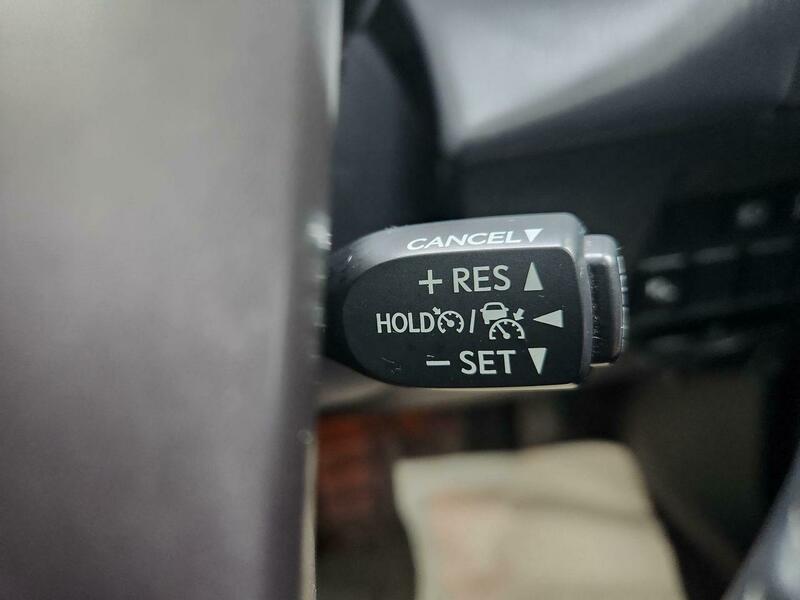 CANCEL▼
+ RES ▲
HOLD / ◀
− SET ▼